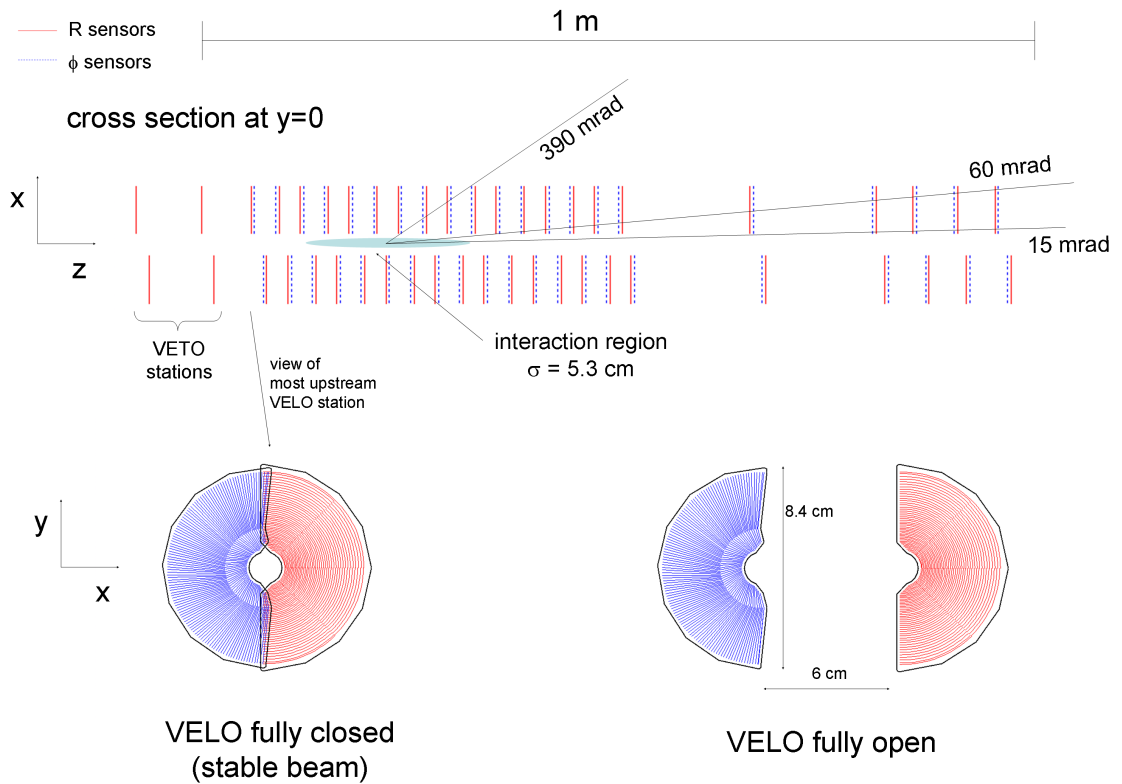 1 m
R sensors
ϕ sensors
cross section at y=0
390 mrad
60 mrad
x
15 mrad
z
interaction region
σ = 5.3 cm
VETO
stations
view of
most upstream
VELO station
8.4 cm
y
x
6 cm
VELO fully closed
(stable beam)
VELO fully open